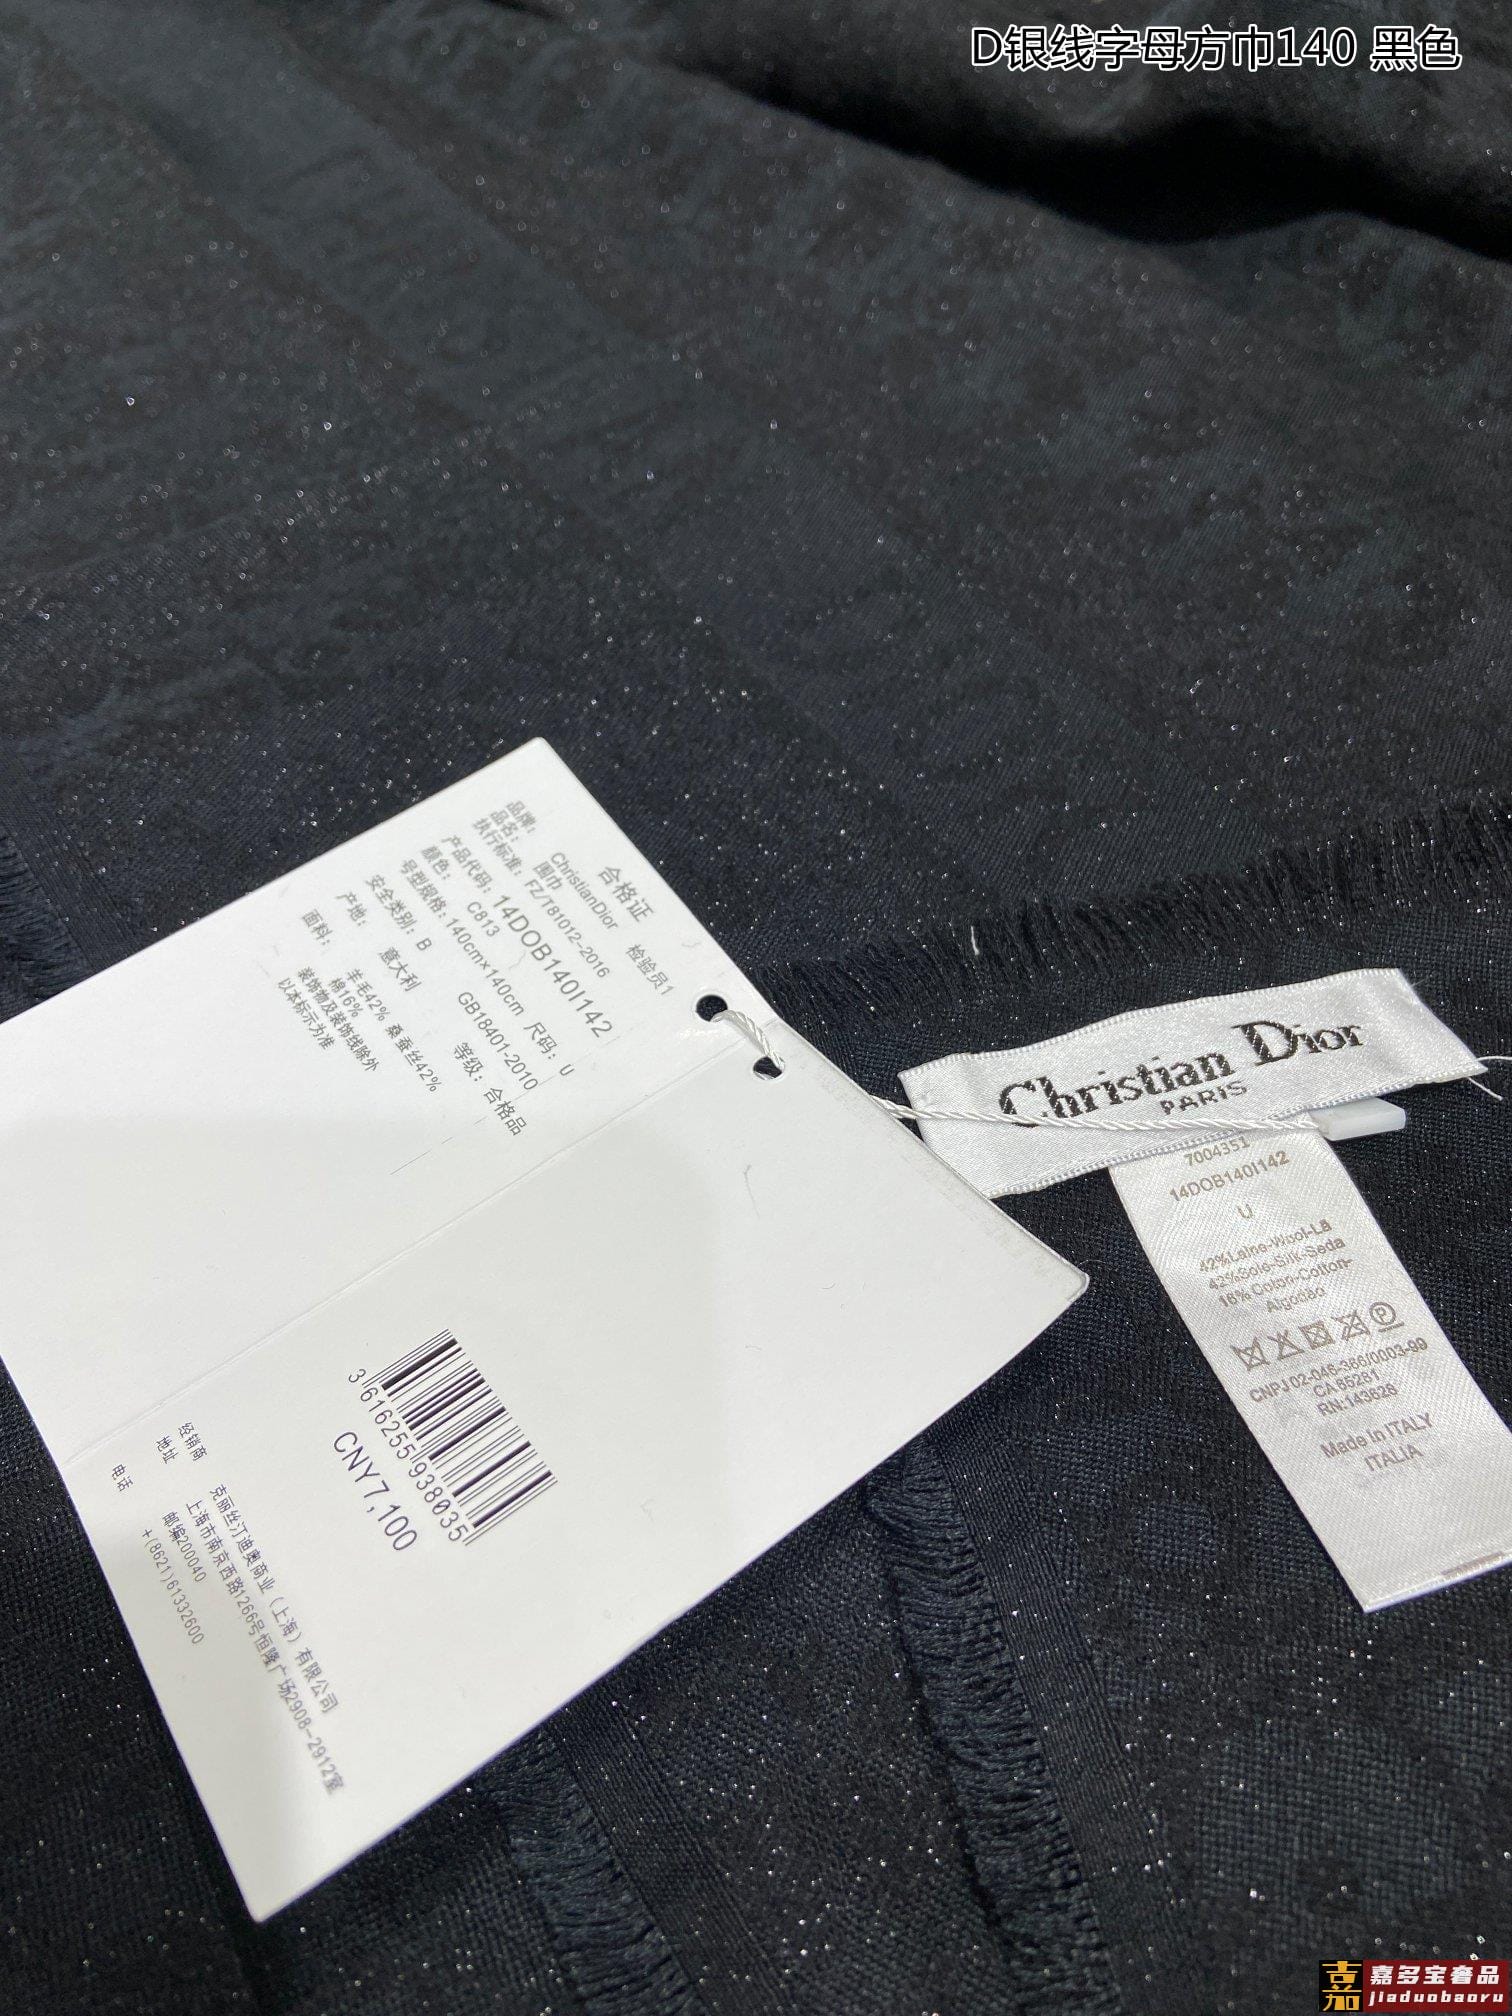 D银线字母方巾140 黑色
合格证 检验员1
品牌: ChristianDior
品名: 围巾
执行标准: FZ/T81012-2016
产品代码: 14DOB140I142
颜色: C813
号型规格: 140cm×140cm 尺码: U
安全类别: B GB18401-2010
产地: 意大利 等级: 合格品
面料: 羊毛42% 桑蚕丝42%
棉16%
装饰物及装饰线除外
以本标示为准
3 616255 938035
CNY7,100
经销商 克丽丝汀迪奥商业(上海)有限公司
地址 上海市南京西路1266号恒隆广场2908-2912室
邮编200040
电话 +(8621)61332600
Christian Dior
PARIS
7004351
14DOB140I142
U
42%Laine-Wool-Lã
42%Soie-Silk-Seda
16%Coton-Cotton-
Algodão
P
CNPJ 02-046-366/0003-99
CA 85281
RN:143628
Made in ITALY
ITALIA
嘉 嘉多宝奢品
jiaduobaoru